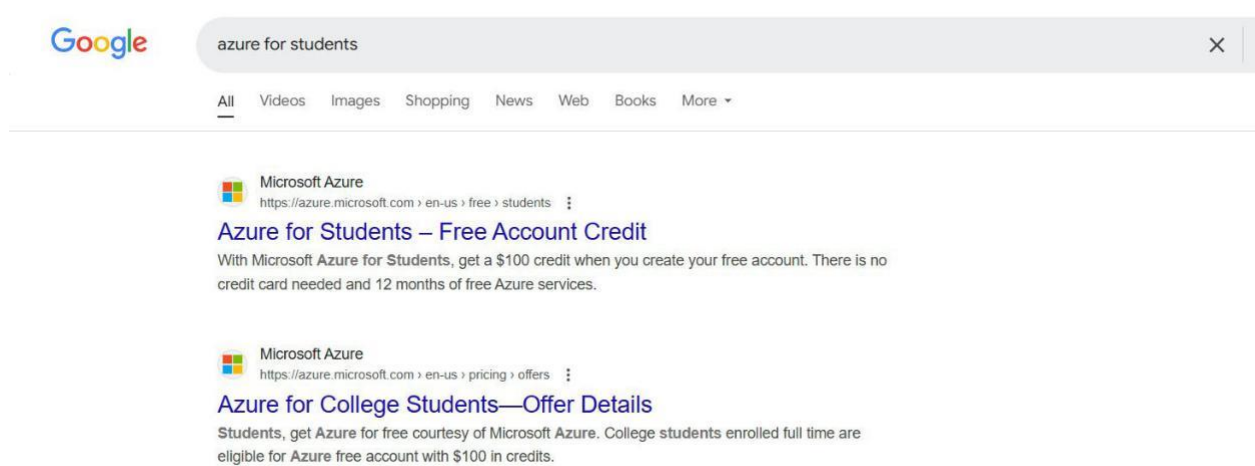 Google
azure for students
All Videos Images Shopping News Web Books More
Microsoft Azure
https://azure.microsoft.com › en-us › free › students
Azure for Students – Free Account Credit
With Microsoft Azure for Students, get a $100 credit when you create your free account. There is no
credit card needed and 12 months of free Azure services.
Microsoft Azure
https://azure.microsoft.com › en-us › pricing › offers
Azure for College Students—Offer Details
Students, get Azure for free courtesy of Microsoft Azure. College students enrolled full time are
eligible for Azure free account with $100 in credits.